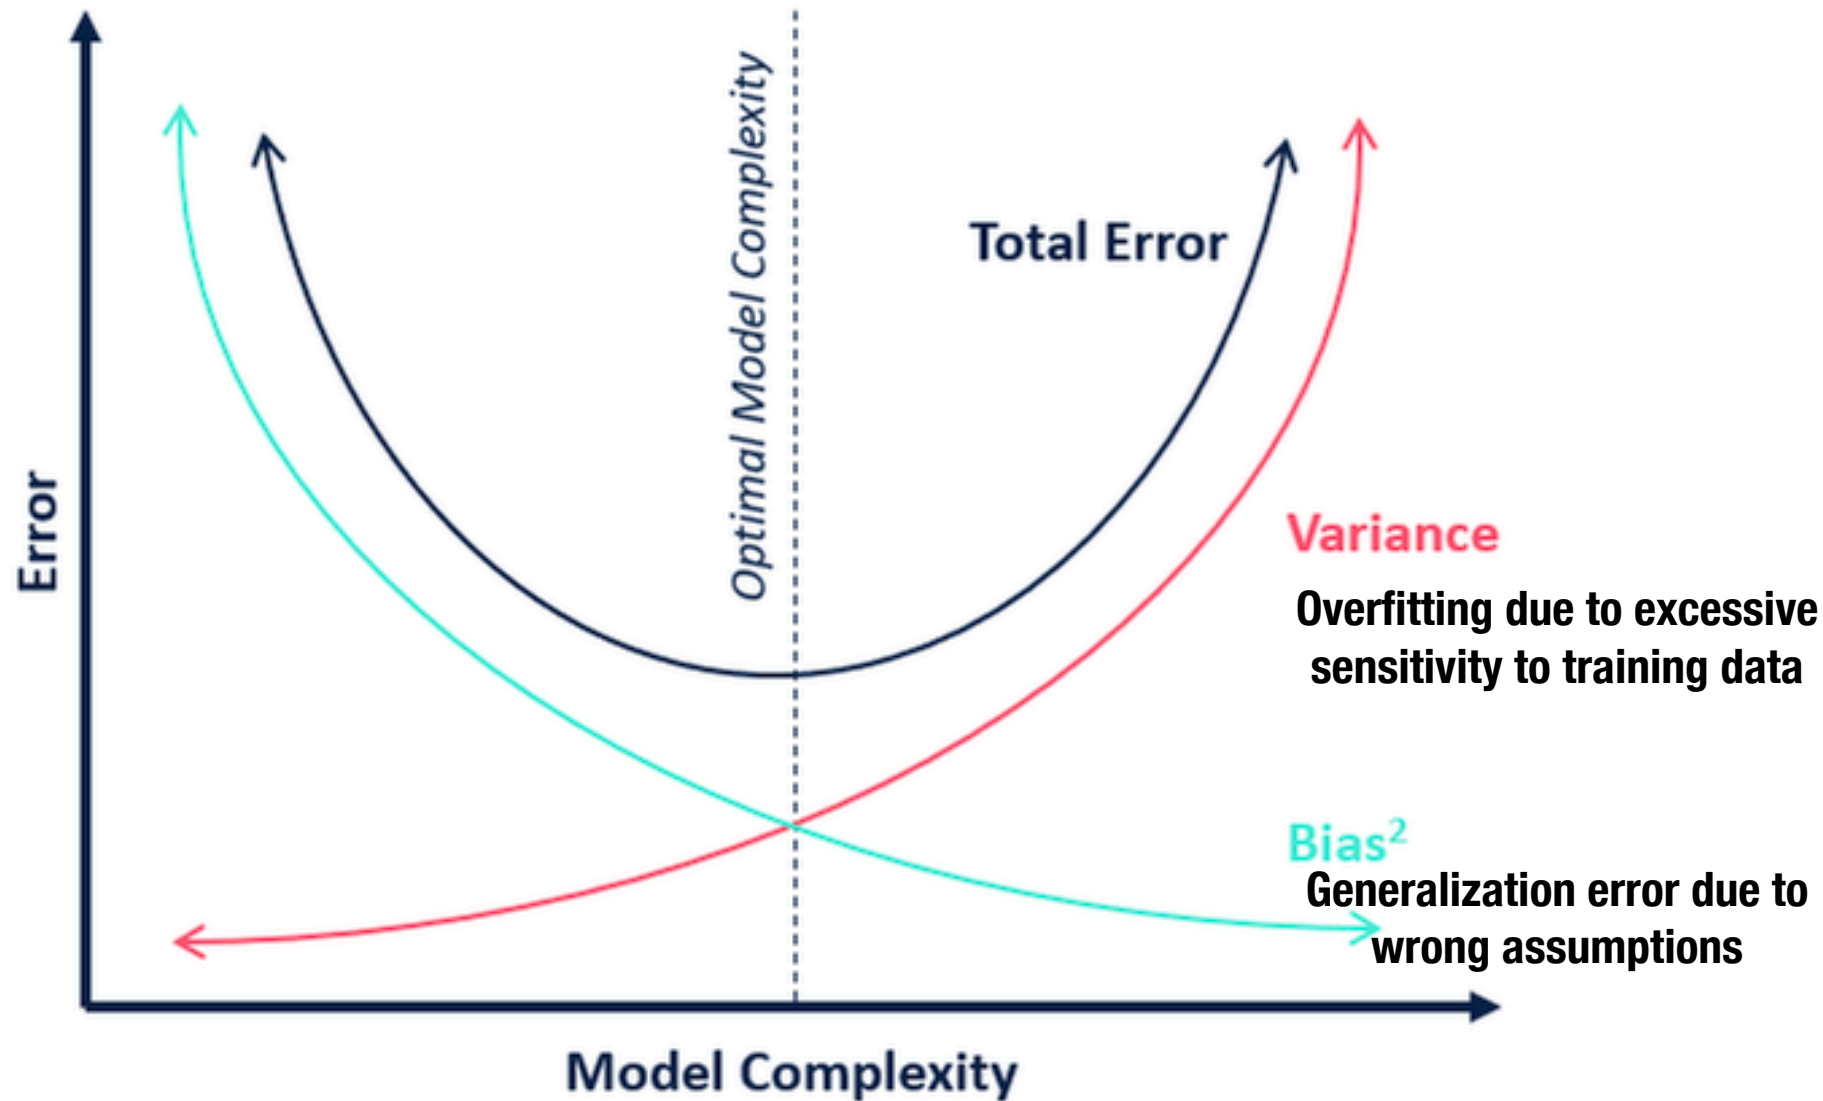 Optimal Model Complexity
Total Error
Error
Variance
Overfitting due to excessive
sensitivity to training data
Bias²
Generalization error due to
wrong assumptions
Model Complexity